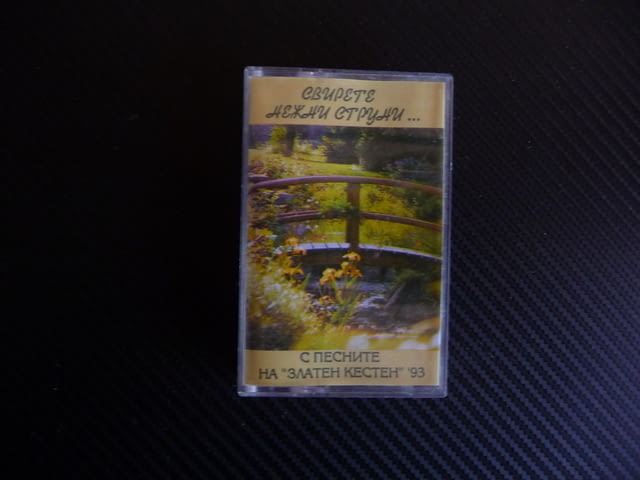 СВИРЕТЕ
НЕЖНИ СТРУНИ ...
С ПЕСНИТЕ
НА "ЗЛАТЕН КЕСТЕН" '93